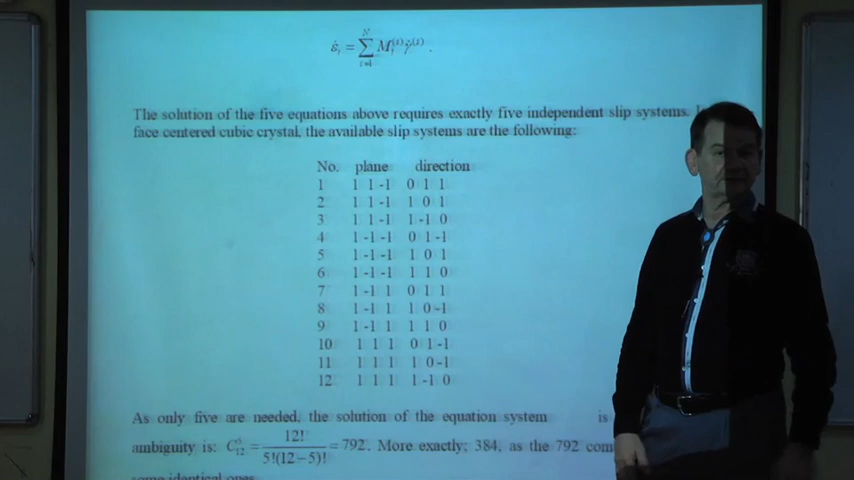 ε̇ᵢ = Σ Mᵢ⁽ˢ⁾ γ̇⁽ˢ⁾ .
The solution of the five equations above requires exactly five independent slip systems.
face centered cubic crystal, the available slip systems are the following:
No. plane direction
1 1 1 -1 0 1 1
2 1 1 -1 1 0 1
3 1 1 -1 1 -1 0
4 1 -1 -1 0 1 -1
5 1 -1 -1 1 0 1
6 1 -1 -1 1 1 0
7 1 -1 1 0 1 1
8 1 -1 1 1 0 -1
9 1 -1 1 1 1 0
10 1 1 1 0 1 -1
11 1 1 1 1 0 -1
12 1 1 1 1 -1 0
As only five are needed, the solution of the equation system is
ambiguity is: C₁₂⁵ = 12! / 5!(12 − 5)! = 792. More exactly; 384, as the 792 com
some identical ones